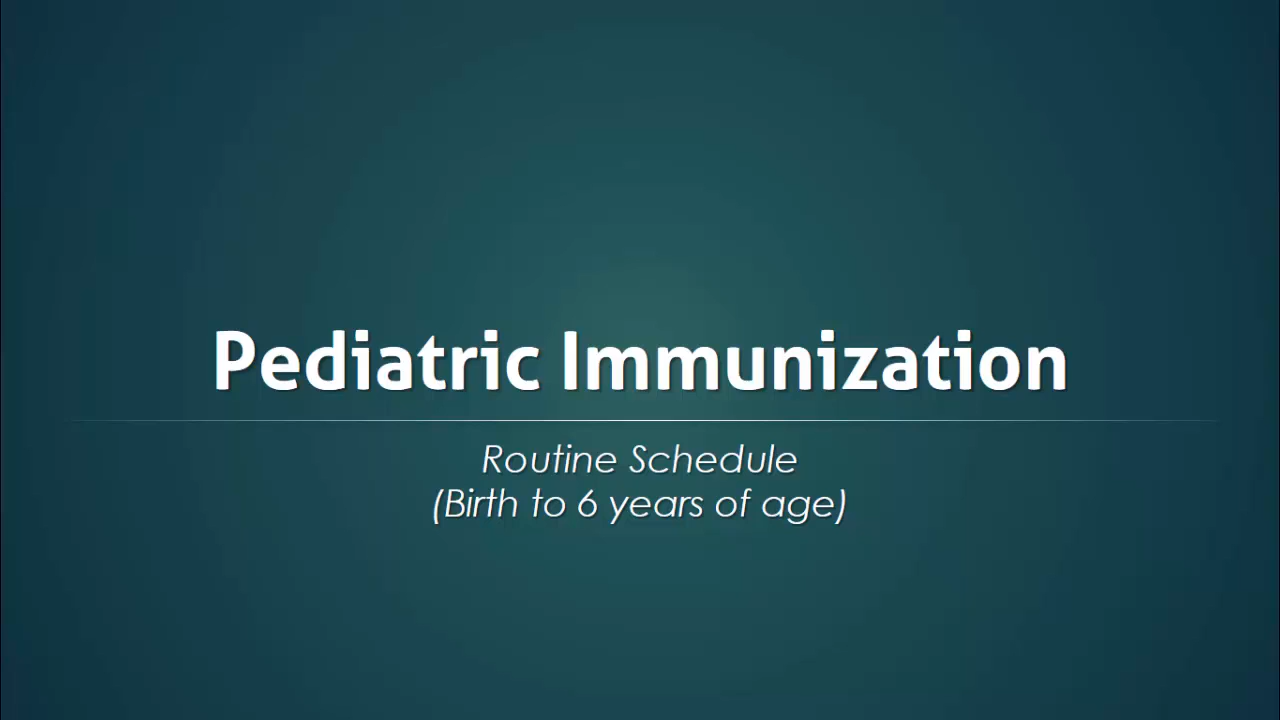 Pediatric Immunization
Routine Schedule
(Birth to 6 years of age)